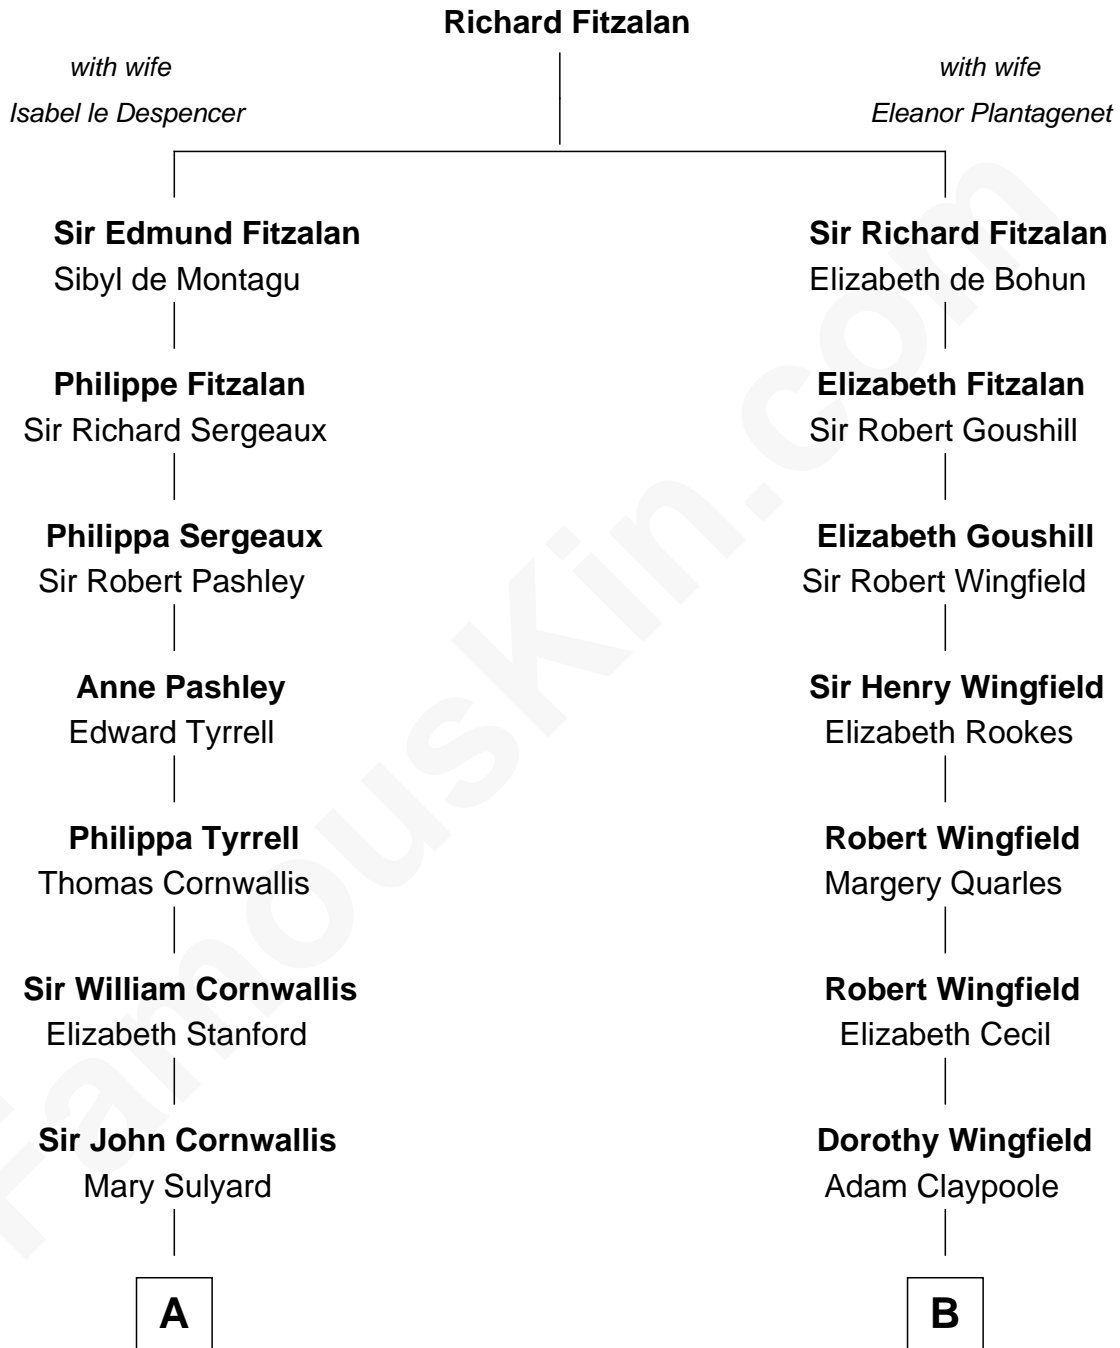 Richard Fitzalan
with wife
Isabel le Despencer
with wife
Eleanor Plantagenet
Sir Edmund Fitzalan
Sibyl de Montagu
Sir Richard Fitzalan
Elizabeth de Bohun
Philippe Fitzalan
Sir Richard Sergeaux
Elizabeth Fitzalan
Sir Robert Goushill
Philippa Sergeaux
Sir Robert Pashley
Elizabeth Goushill
Sir Robert Wingfield
Anne Pashley
Edward Tyrrell
Sir Henry Wingfield
Elizabeth Rookes
Philippa Tyrrell
Thomas Cornwallis
Robert Wingfield
Margery Quarles
Sir William Cornwallis
Elizabeth Stanford
Robert Wingfield
Elizabeth Cecil
Sir John Cornwallis
Mary Sulyard
Dorothy Wingfield
Adam Claypoole
A
B
FamousKin.com